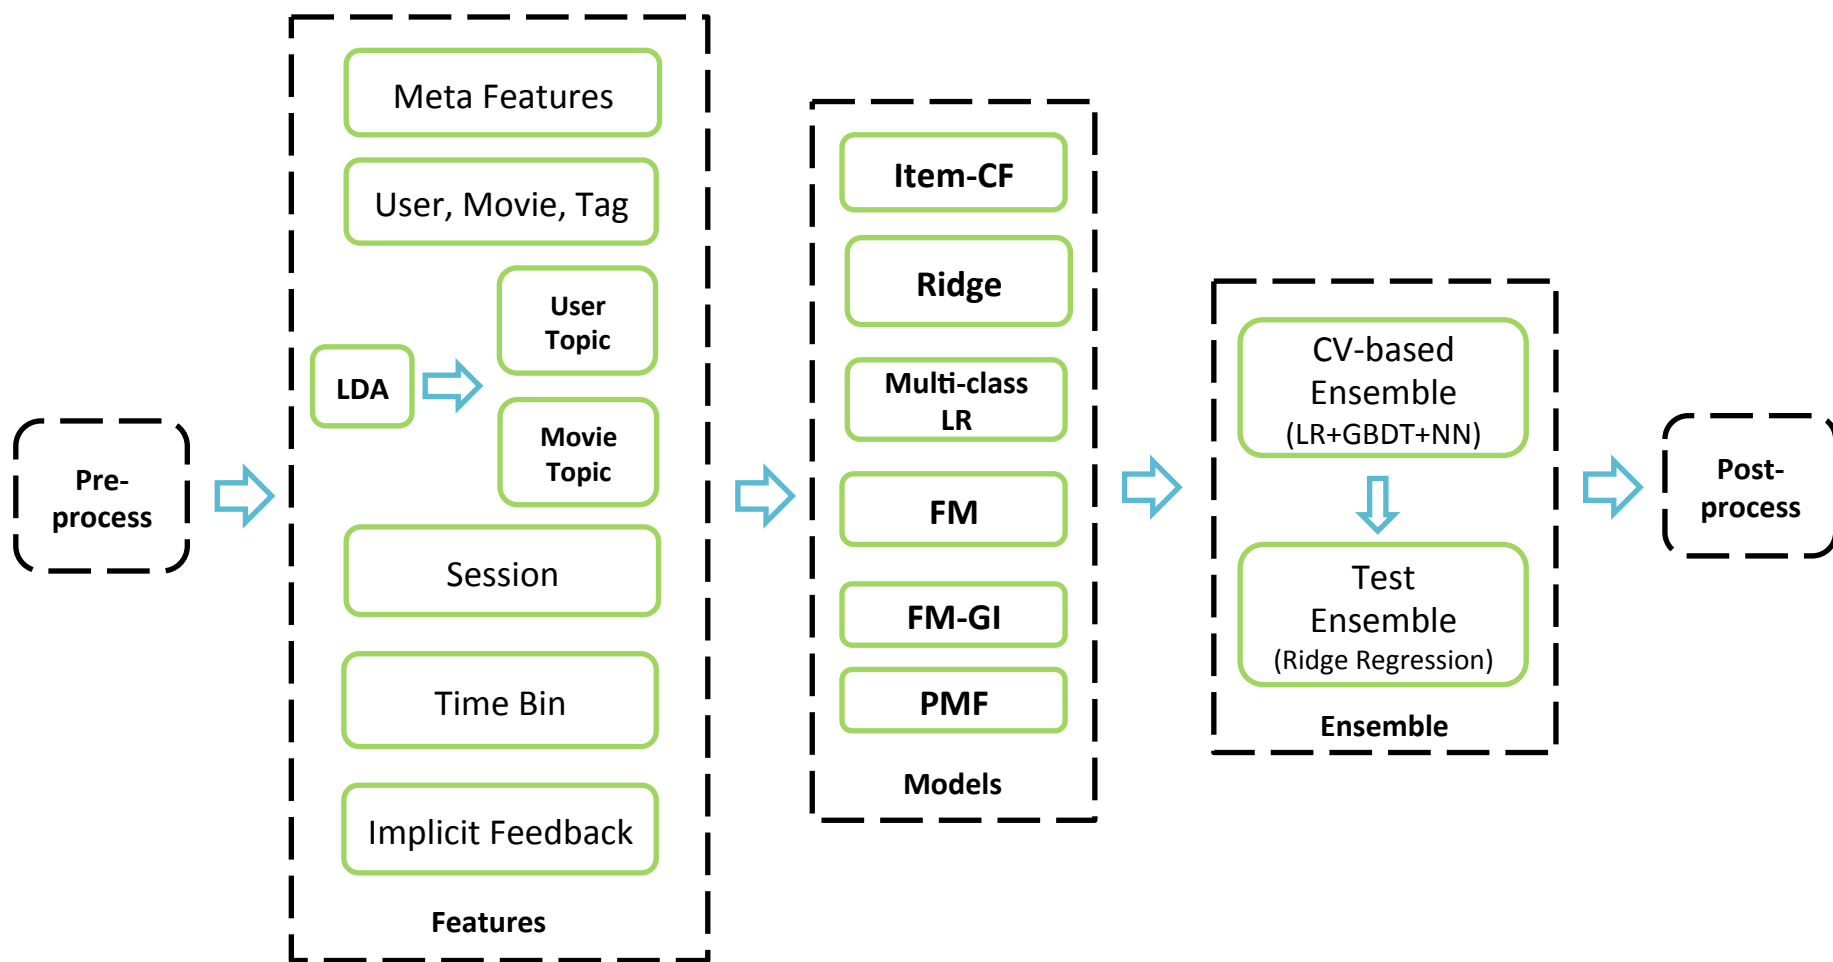 Pre-
process
Meta Features
User, Movie, Tag
LDA
User
Topic
Movie
Topic
Session
Time Bin
Implicit Feedback
Features
Item-CF
Ridge
Multi-class
LR
FM
FM-GI
PMF
Models
CV-based
Ensemble
(LR+GBDT+NN)
Test
Ensemble
(Ridge Regression)
Ensemble
Post-
process